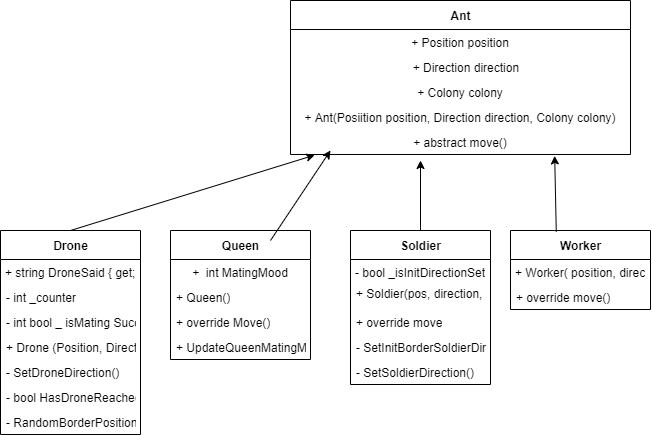 Ant
+ Position position
+ Direction direction
+ Colony colony
+ Ant(Posiition position, Direction direction, Colony colony)
+ abstract move()
Drone
+ string DroneSaid { get;
- int _counter
- int bool _ isMating Succ
+ Drone (Position, Direct
- SetDroneDirection()
- bool HasDroneReache
- RandomBorderPosition
Queen
+ int MatingMood
+ Queen()
+ override Move()
+ UpdateQueenMatingM
Soldier
- bool _isInitDirectionSet
+ Soldier(pos, direction,
+ override move
- SetInitBorderSoldierDir
- SetSoldierDirection()
Worker
+ Worker( position, direc
+ override move()